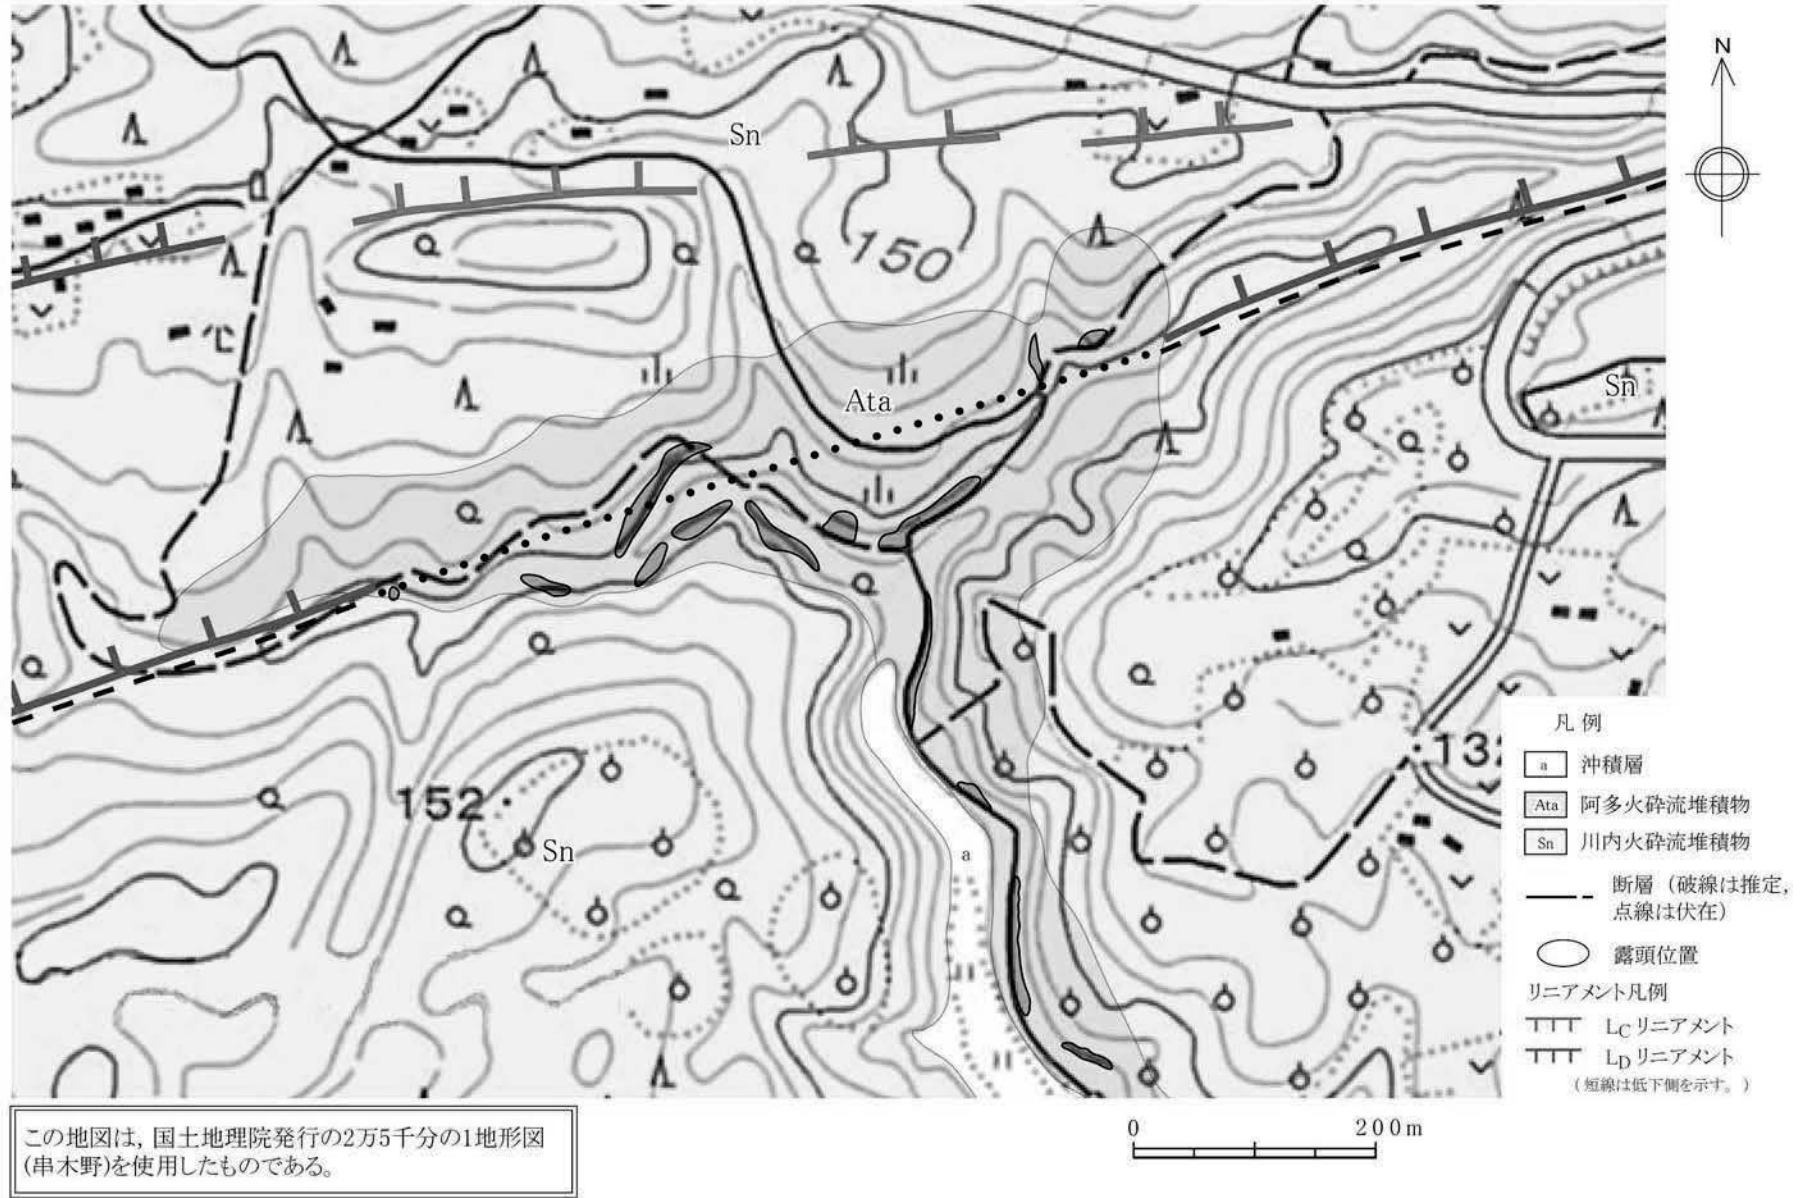 N
Sn
150
Ata
Sn
152
Sn
a
凡 例
a 沖積層
Ata 阿多火砕流堆積物
Sn 川内火砕流堆積物
断層（破線は推定,
点線は伏在）
露頭位置
リニアメント凡例
LCリニアメント
LDリニアメント
（短線は低下側を示す。）
0 200m
この地図は, 国土地理院発行の2万5千分の1地形図
(串木野)を使用したものである。